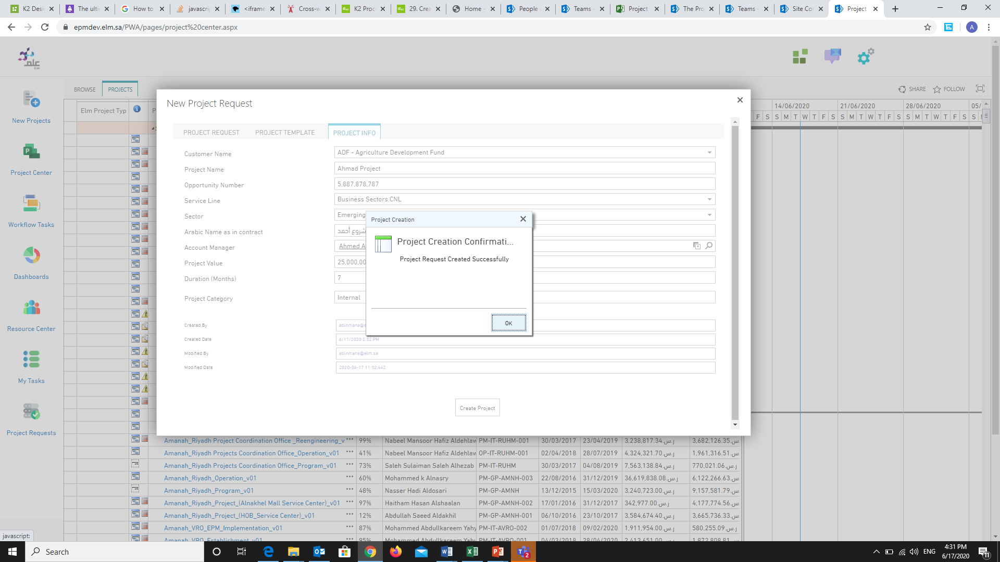 K2 Desi
The ulti
How to
javascri
<iframe
Cross-w
K2 Proc
29. Crea
Home -
People
Teams -
Project
The Pro
Teams -
Site Con
Project
epmdev.elm.sa/PWA/pages/project%20center.aspx
A
علم
Elm
BROWSE
PROJECTS
SHARE
FOLLOW
New Projects
Project Center
Workflow Tasks
Dashboards
Resource Center
My Tasks
Project Requests
Elm Project Typ
P
14/06/2020
21/06/2020
28/06/2020
05/
F S S M T W T F S S M T W T F S S M T W T F S S
New Project Request
PROJECT REQUEST
PROJECT TEMPLATE
PROJECT INFO
Customer Name
ADF - Agriculture Development Fund
Project Name
Ahmad Project
Opportunity Number
5,887,878,787
Service Line
Business Sectors.CNL
Sector
Emerging
Arabic Name as in contract
شروع أحمد
Account Manager
Ahmed A
Project Value
25,000,00
Duration (Months)
7
Project Category
Internal
Created By
abinmana@e
Created Date
6/17/2020 2:32 PM
Modified By
abinmana@elm.sa
Modified Date
2020-06-17 11:32:44Z
Create Project
Project Creation
Project Creation Confirmati...
Project Request Created Successfully
OK
Amanah_Riyadh Project Coordination Office _Reengineering_v ... 99% Nabeel Mansoor Hafiz Aldehlaw PM-IT-RUHM-001 30/03/2017 23/04/2019 ر.س.3,238,817.34 ر.س.3,682,126.35
Amanah_Riyadh Projects Coordination Office_Operation_v01 ... 41% Nabeel Mansoor Hafiz Aldehlaw OP-IT-RUHM-001 02/04/2018 28/07/2019 ر.س.4,324,321.70 ر.س.1,961,316.51
Amanah_Riyadh Projects Coordination Office_Program_v01 ... 73% Saleh Sulaiman Saleh Alhezab PM-IT-RUHM 30/03/2017 04/08/2019 ر.س.7,563,138.84 ر.س.770,021.06
Amanah_Riyadh_Operation_v01 ... 60% Mohammed k Alnasry PM-GP-AMNH-003 22/08/2016 31/12/2019 ر.س.36,619,838.08 ر.س.6,122,266.63
Amanah_Riyadh_Program_v01 ... 48% Nasser Hadi Aldosari PM-GP-AMNH 13/12/2015 15/03/2020 ر.س.3,240,723.00 ر.س.9,157,581.79
Amanah_Riyadh_Project_(Alnakhel Mall Service Center)_v01 ... 97% Haitham Hasan Alshaalan PM-GP-AMNH-002 17/01/2016 31/12/2017 ر.س.342,977.00 ر.س.4,177,774.56
Amanah_Riyadh_Project_(HOB_Service Center)_v01 ... 12% Abdullah Saeed Aldakhil PM-GP-AMNH-001 06/10/2016 23/10/2017 ر.س.3,584,674.40 ر.س.3,665,736.33
Amanah_VRO_EPM_Implementation_v01 ... 87% Mohammed Abdullkareem Yahy PM-IT-AVRO-002 01/07/2018 09/02/2020 ر.س.1,911,954.00 ر.س.580,255.09
Amanah_VRO_Establishment_v01 ... 95% Mohammed Abdullkareem Yahy PM-IT-AVRO-001 04/03/2018 28/04/2020 ر.س.2,413,651.00 ر.س.1,872,808.81
javascript:
Search
2
ENG
4:31 PM
6/17/2020
11